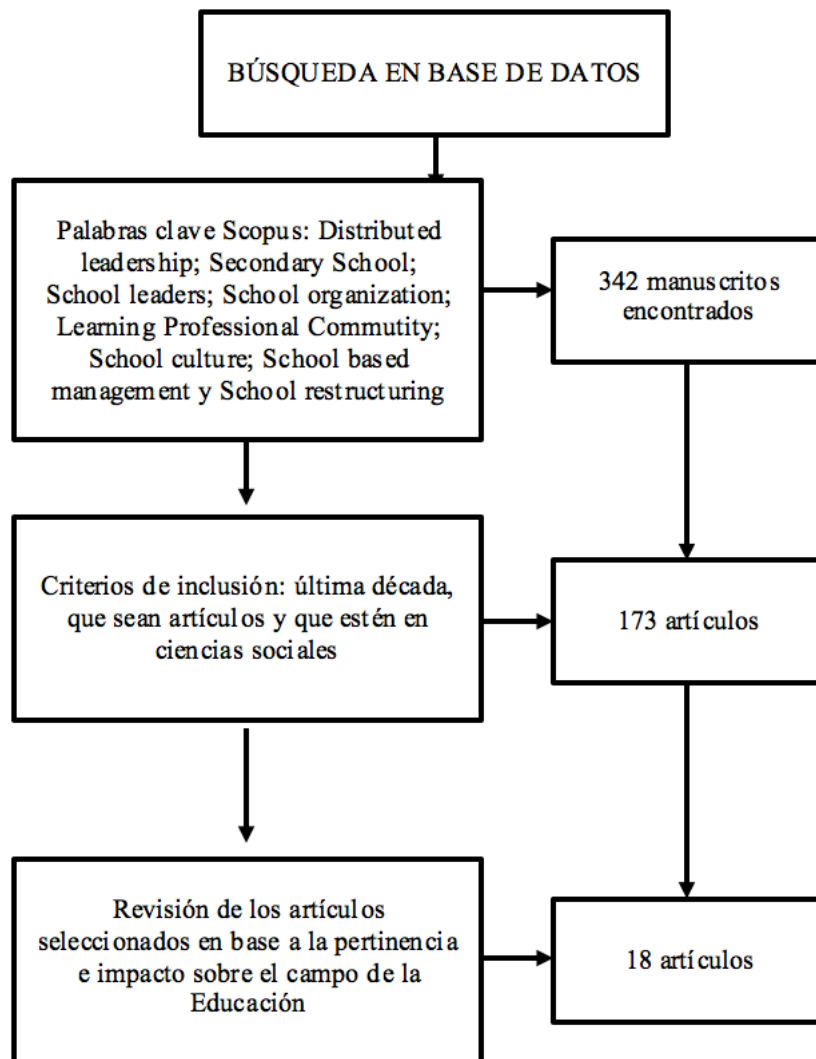 BÚSQUEDA EN BASE DE DATOS
Palabras clave Scopus: Distributed
leadership; Secondary School;
School leaders; School organization;
Learning Professional Commutity;
School culture; School based
management y School restructuring
342 manuscritos
encontrados
Criterios de inclusión: última década,
que sean artículos y que estén en
ciencias sociales
173 artículos
Revisión de los artículos
seleccionados en base a la pertinencia
e impacto sobre el campo de la
Educación
18 artículos